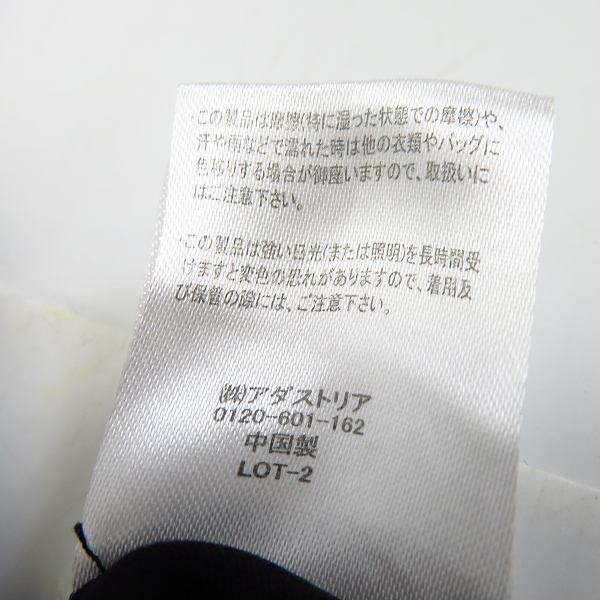 ・この製品は摩擦(特に湿った状態での摩擦)や、
汗や雨などで濡れた時は他の衣類やバッグに
色移りする場合が御座いますので、取扱いに
はご注意下さい。
・この製品は強い日光(または照明)を長時間受
けますと変色の恐れがありますので、着用及
び保管の際には、ご注意下さい。
㈱アダストリア
0120-601-162
中国製
LOT-2